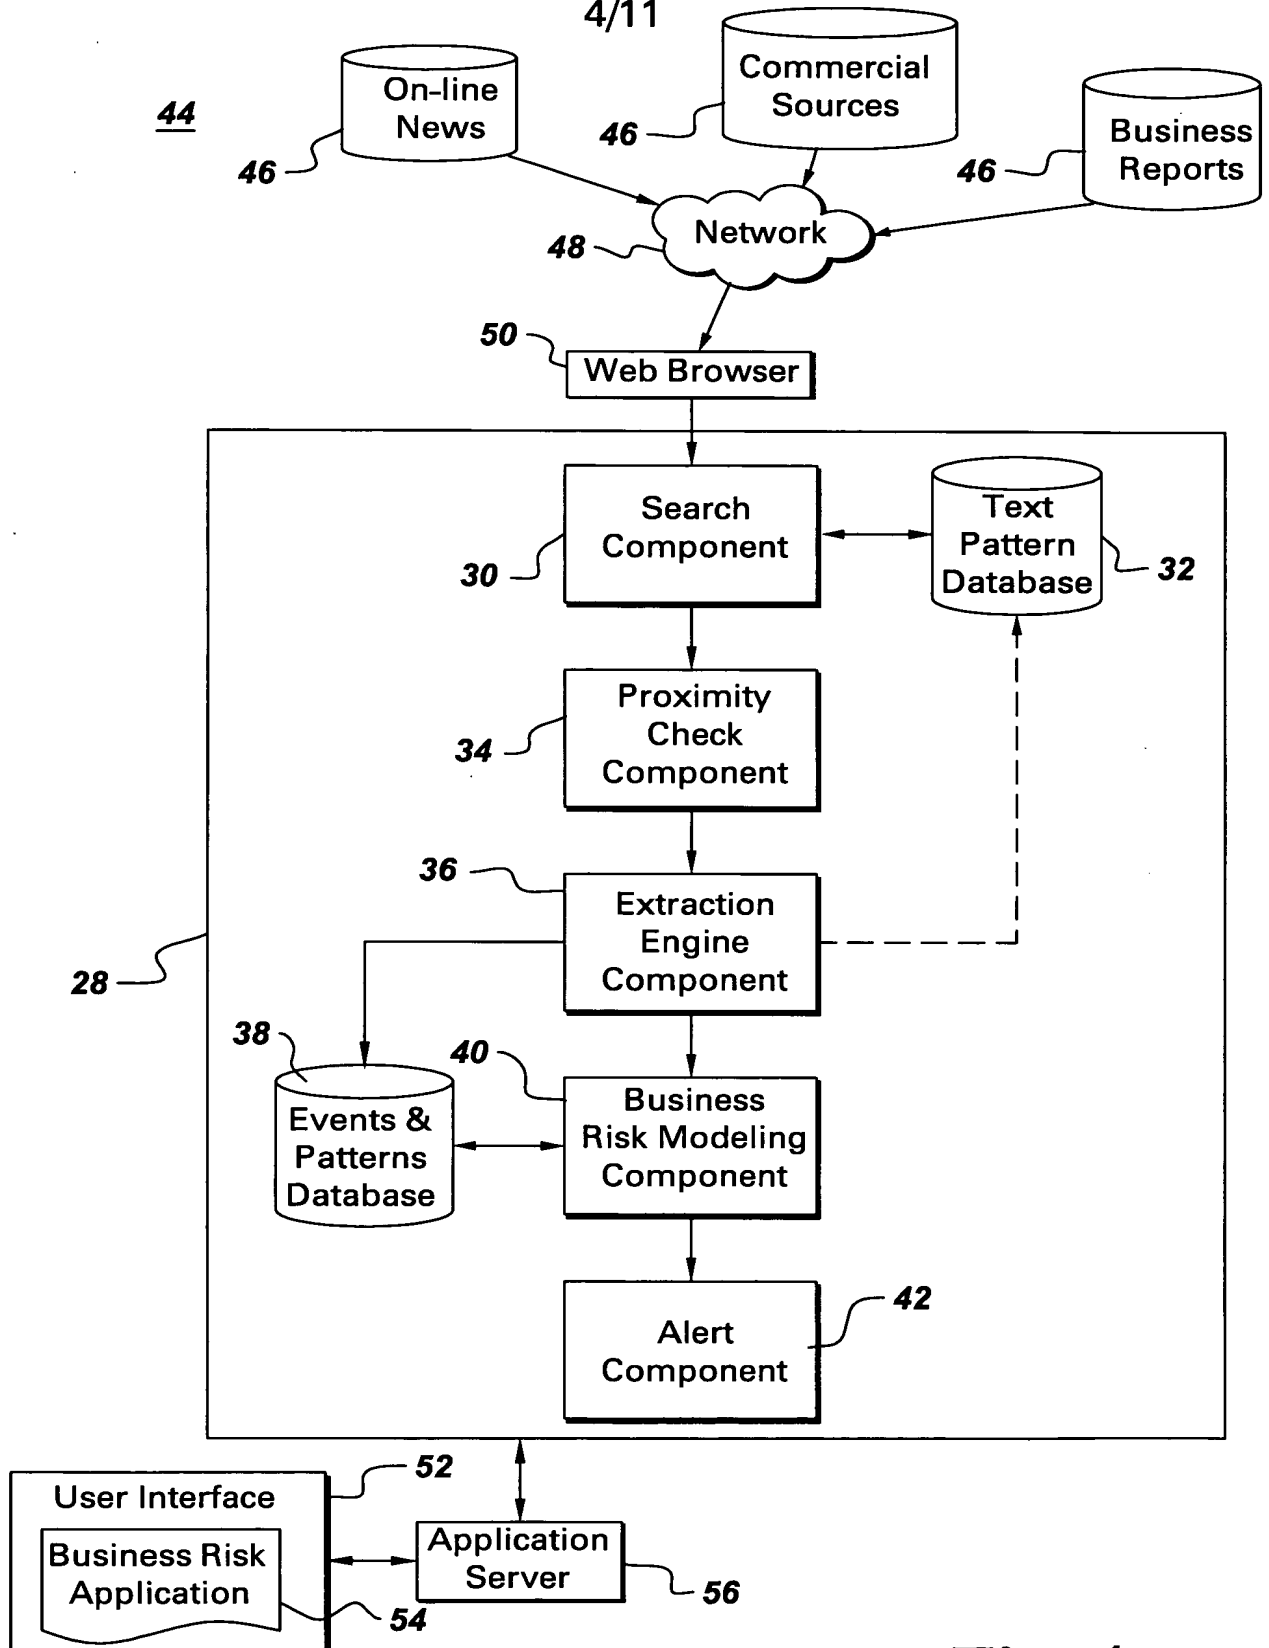 4/11
44
On-line
News
46
Commercial
Sources
46
Business
Reports
46
Network
48
50
Web Browser
Search
Component
30
Text
Pattern
Database
32
Proximity
Check
Component
34
36
Extraction
Engine
Component
28
38
Events &
Patterns
Database
40
Business
Risk Modeling
Component
Alert
Component
42
52
User Interface
Business Risk
Application
54
Application
Server
56